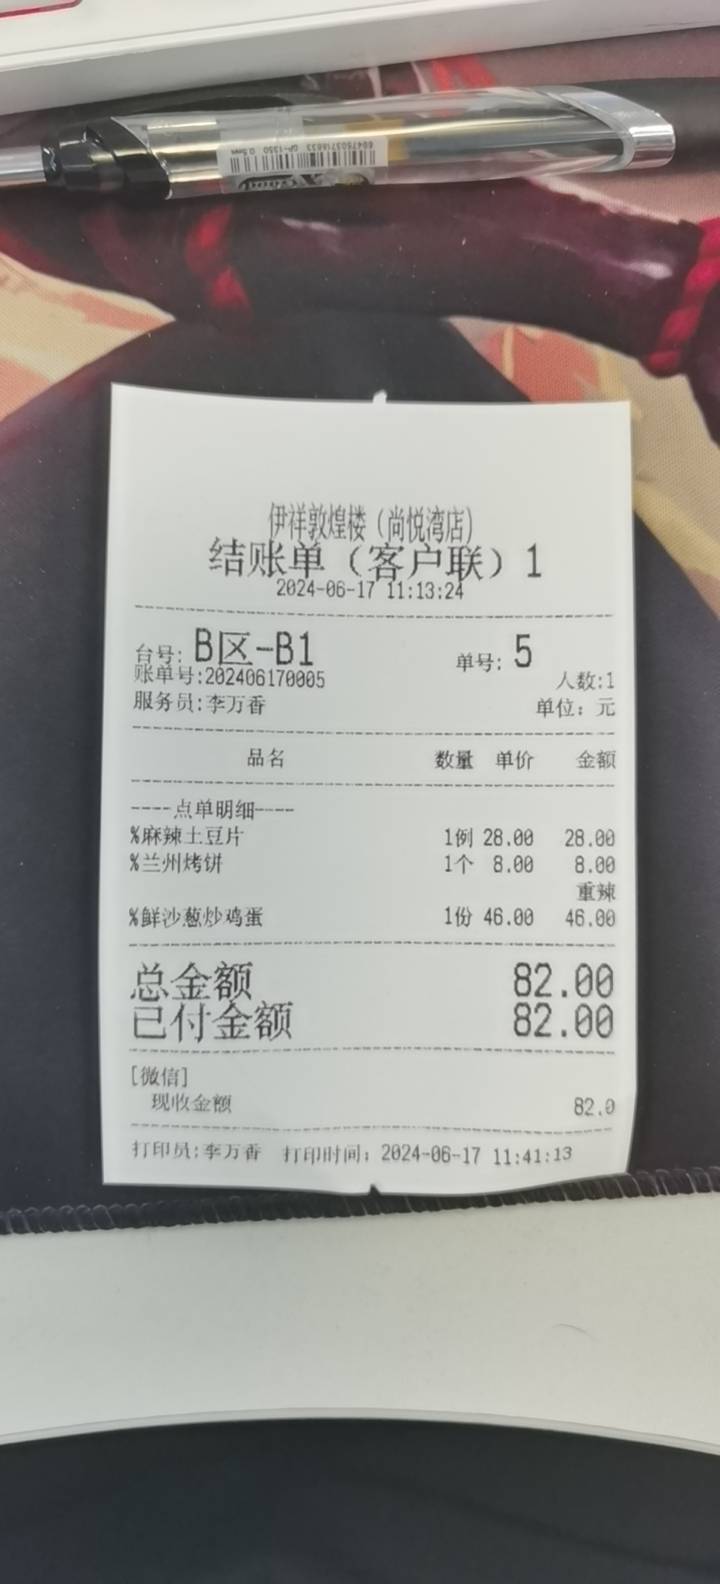 6947503716633
GP-1350 0.5mm
伊祥敦煌楼（尚悦湾店）
结账单（客户联）1
2024-06-17 11:13:24
台号: B区-B1 单号: 5
账单号:202406170005 人数:1
服务员:李万香 单位: 元
品名 数量 单价 金额
----点单明细----
%麻辣土豆片 1例 28.00 28.00
%兰州烤饼 1个 8.00 8.00
重辣
%鲜沙葱炒鸡蛋 1份 46.00 46.00
总金额 82.00
已付金额 82.00
[微信]
现收金额 82.0
打印员:李万香 打印时间: 2024-06-17 11:41:13